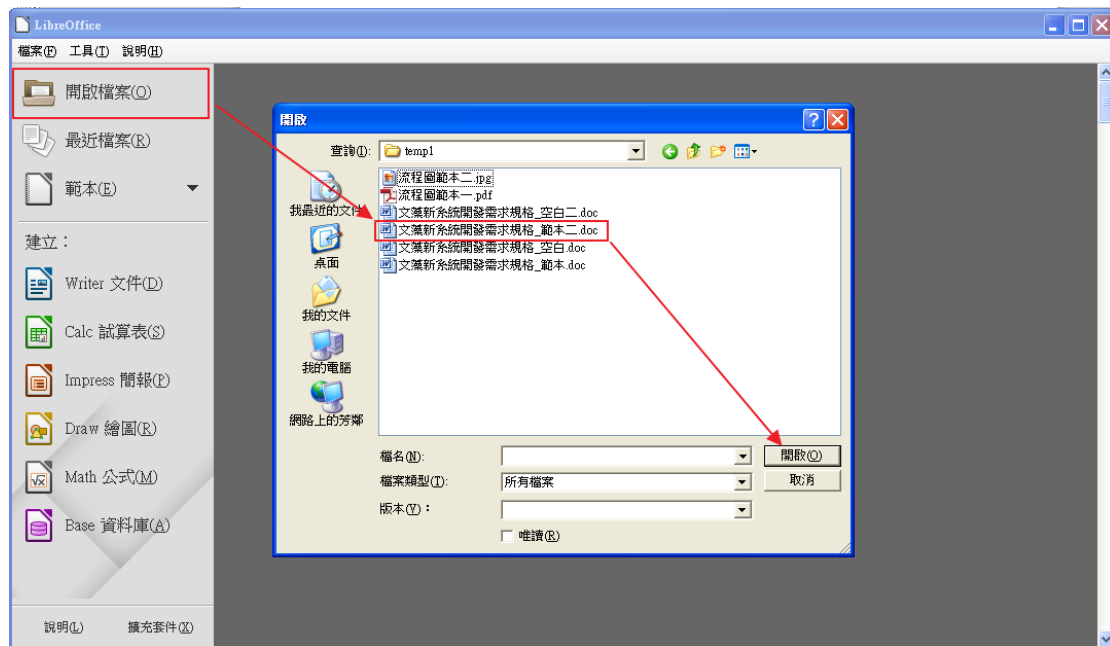 LibreOffice
檔案(F) 工具(T) 說明(H)
開啟檔案(O)
最近檔案(R)
範本(E)
建立：
Writer 文件(D)
Calc 試算表(S)
Impress 簡報(P)
Draw 繪圖(R)
Math 公式(M)
Base 資料庫(A)
說明(L) 擴充套件(X)
開啟
查詢(I): temp1
我最近的文件
桌面
我的文件
我的電腦
網路上的芳鄰
流程圖範本二.jpg
流程圖範本一.pdf
文藻新系統開發需求規格_空白二.doc
文藻新系統開發需求規格_範本二.doc
文藻新系統開發需求規格_空白.doc
文藻新系統開發需求規格_範本.doc
檔名(N): 開啟(O)
檔案類型(T): 所有檔案 取消
版本(V)：
唯讀(R)